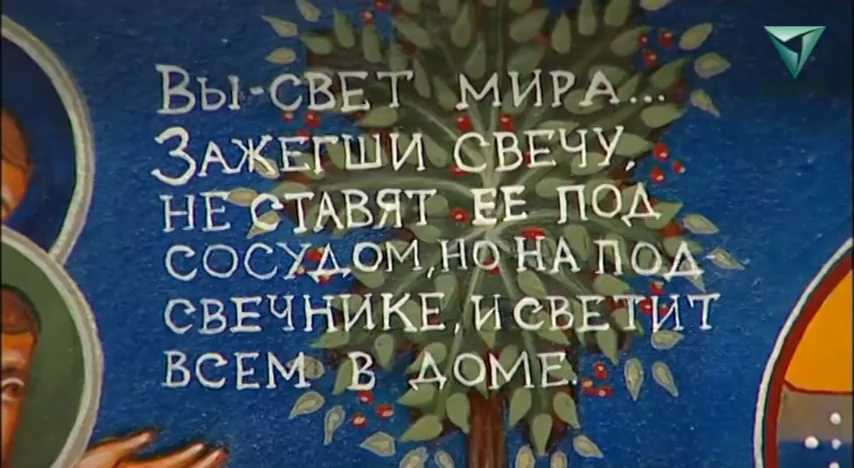 Вы-СВЕТ МИРА...
ЗАЖЕГШИ СВЕЧУ,
НЕ СТАВЯТ ЕЕ ПОД
СОСУДОМ, НО НА ПОД-
СВЕЧНИКЕ, И СВЕТИТ
ВСЕМ В ДОМЕ.